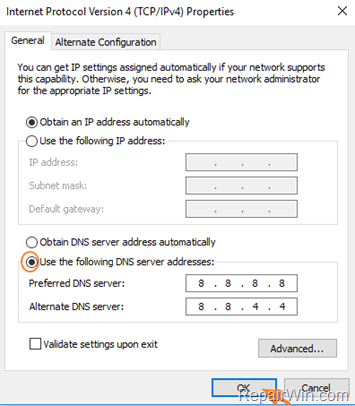 Internet Protocol Version 4 (TCP/IPv4) Properties
General
Alternate Configuration
You can get IP settings assigned automatically if your network supports
this capability. Otherwise, you need to ask your network administrator
for the appropriate IP settings.
Obtain an IP address automatically
Use the following IP address:
IP address:
. . .
Subnet mask:
. . .
Default gateway:
. . .
Obtain DNS server address automatically
Use the following DNS server addresses:
Preferred DNS server:
8 . 8 . 8 . 8
Alternate DNS server:
8 . 8 . 4 . 4
Validate settings upon exit
Advanced...
OK
Cancel
RepairWin.com